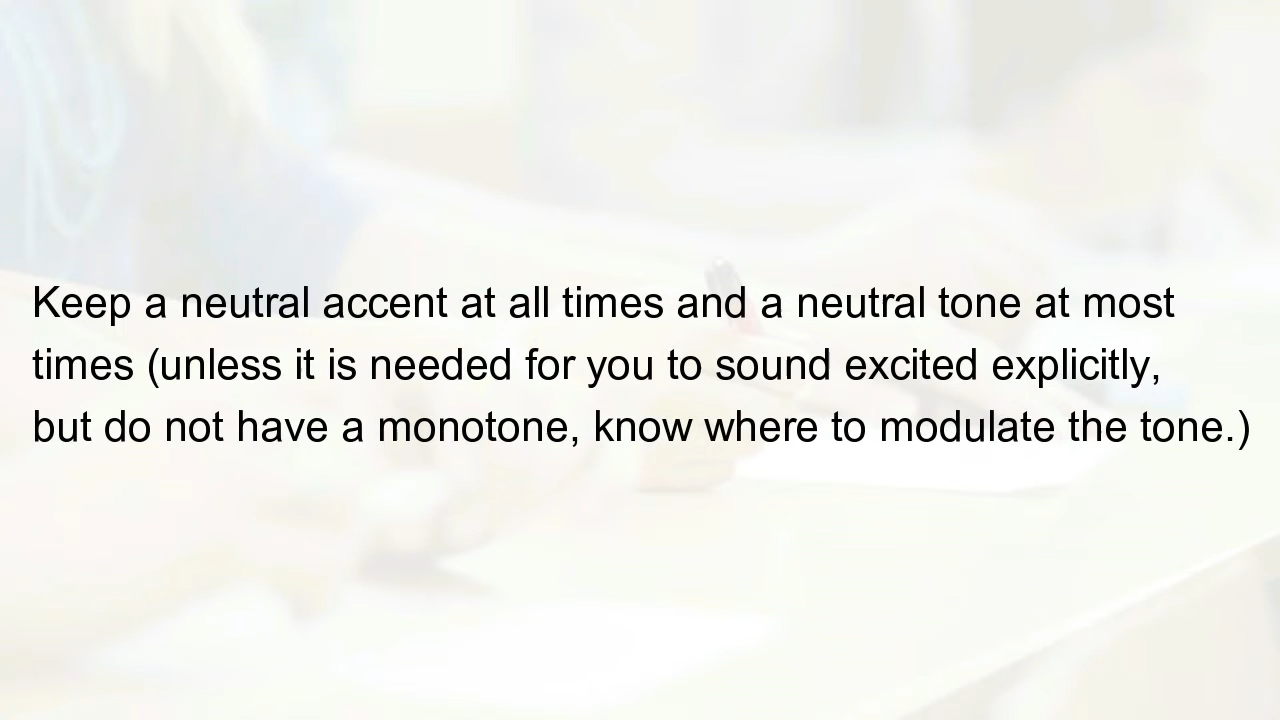 Keep a neutral accent at all times and a neutral tone at most
times (unless it is needed for you to sound excited explicitly,
but do not have a monotone, know where to modulate the tone.)